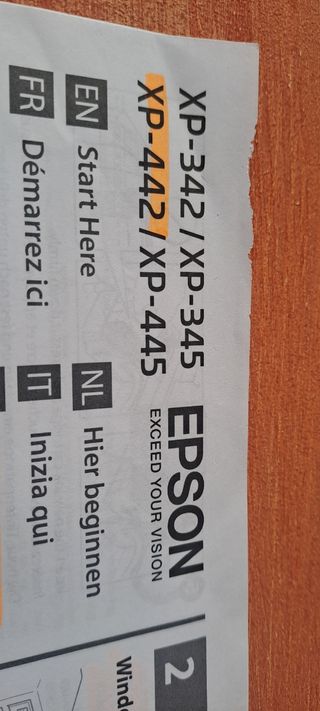 XP-342 / XP-345
XP-442 / XP-445
EPSON
EXCEED YOUR VISION
EN Start Here
NL Hier beginnen
FR Démarrez ici
IT Inizia qui
2